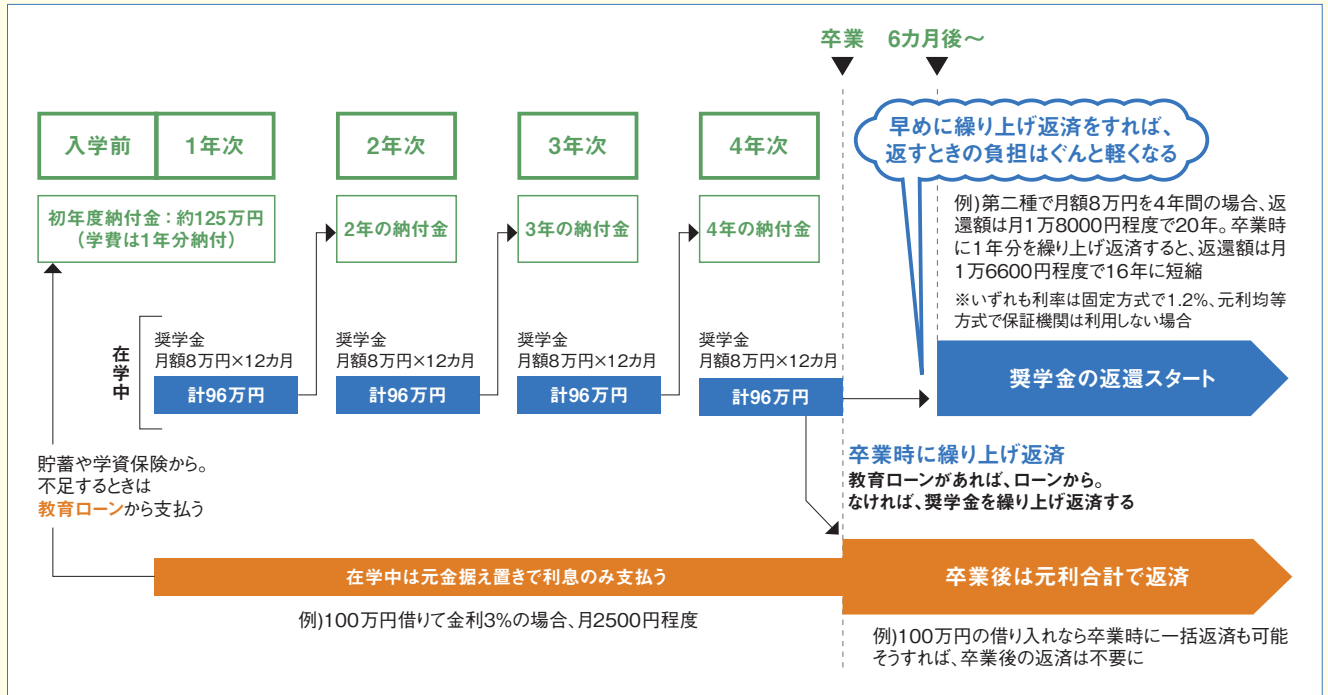 卒業 6カ月後～
早めに繰り上げ返済をすれば、
返すときの負担はぐんと軽くなる
入学前
1年次
2年次
3年次
4年次
初年度納付金：約125万円
（学費は1年分納付）
2年の納付金
3年の納付金
4年の納付金
例)第二種で月額8万円を4年間の場合、返
還額は月1万8000円程度で20年。卒業時
に1年分を繰り上げ返済すると、返還額は月
1万6600円程度で16年に短縮
※いずれも利率は固定方式で1.2%、元利均等
方式で保証機関は利用しない場合
在学中
奨学金
月額8万円×12カ月
計96万円
奨学金
月額8万円×12カ月
計96万円
奨学金
月額8万円×12カ月
計96万円
奨学金
月額8万円×12カ月
計96万円
奨学金の返還スタート
貯蓄や学資保険から。
不足するときは
教育ローンから支払う
卒業時に繰り上げ返済
教育ローンがあれば、ローンから。
なければ、奨学金を繰り上げ返済する
在学中は元金据え置きで利息のみ支払う
卒業後は元利合計で返済
例)100万円借りて金利3%の場合、月2500円程度
例)100万円の借り入れなら卒業時に一括返済も可能
そうすれば、卒業後の返済は不要に